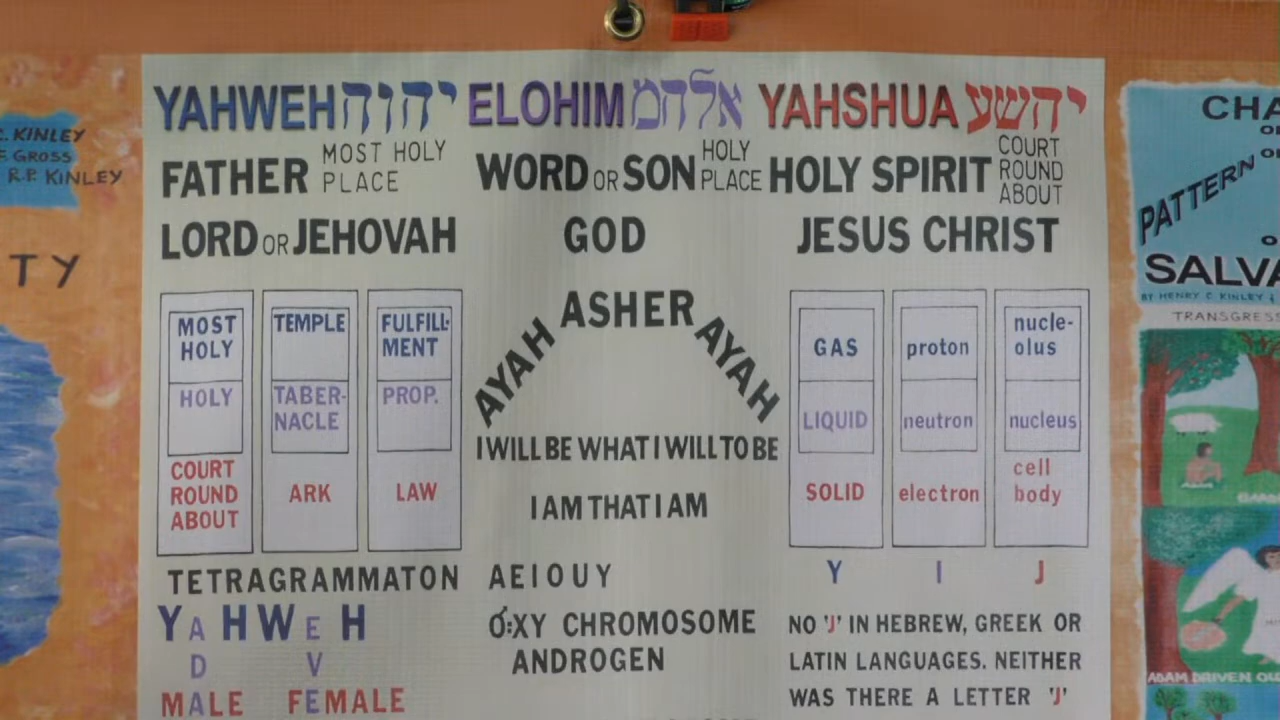 YAHWEH יהוה ELOHIM אלהמ YAHSHUA יהשע
FATHER MOST HOLY PLACE WORD OR SON HOLY PLACE HOLY SPIRIT COURT ROUND ABOUT
LORD OR JEHOVAH GOD JESUS CHRIST
MOST HOLY
HOLY
COURT ROUND ABOUT
TEMPLE
TABER-
NACLE
ARK
FULFILL-
MENT
PROP.
LAW
AYAH ASHER AYAH
I WILL BE WHAT I WILL TO BE
I AM THAT I AM
GAS
LIQUID
SOLID
proton
neutron
electron
nucle-
olus
nucleus
cell
body
Y I J
TETRAGRAMMATON
YAHWEH
D V
MALE FEMALE
A E I O U Y
XY CHROMOSOME
ANDROGEN
NO 'J' IN HEBREW, GREEK OR
LATIN LANGUAGES. NEITHER
WAS THERE A LETTER 'J'
C. KINLEY
F. GROSS
R.P. KINLEY
TY
CHA
OF
PATTERN OF
O
SALVA
BY HENRY C. KINLEY
TRANSGRESS
ADAM DRIVEN OU